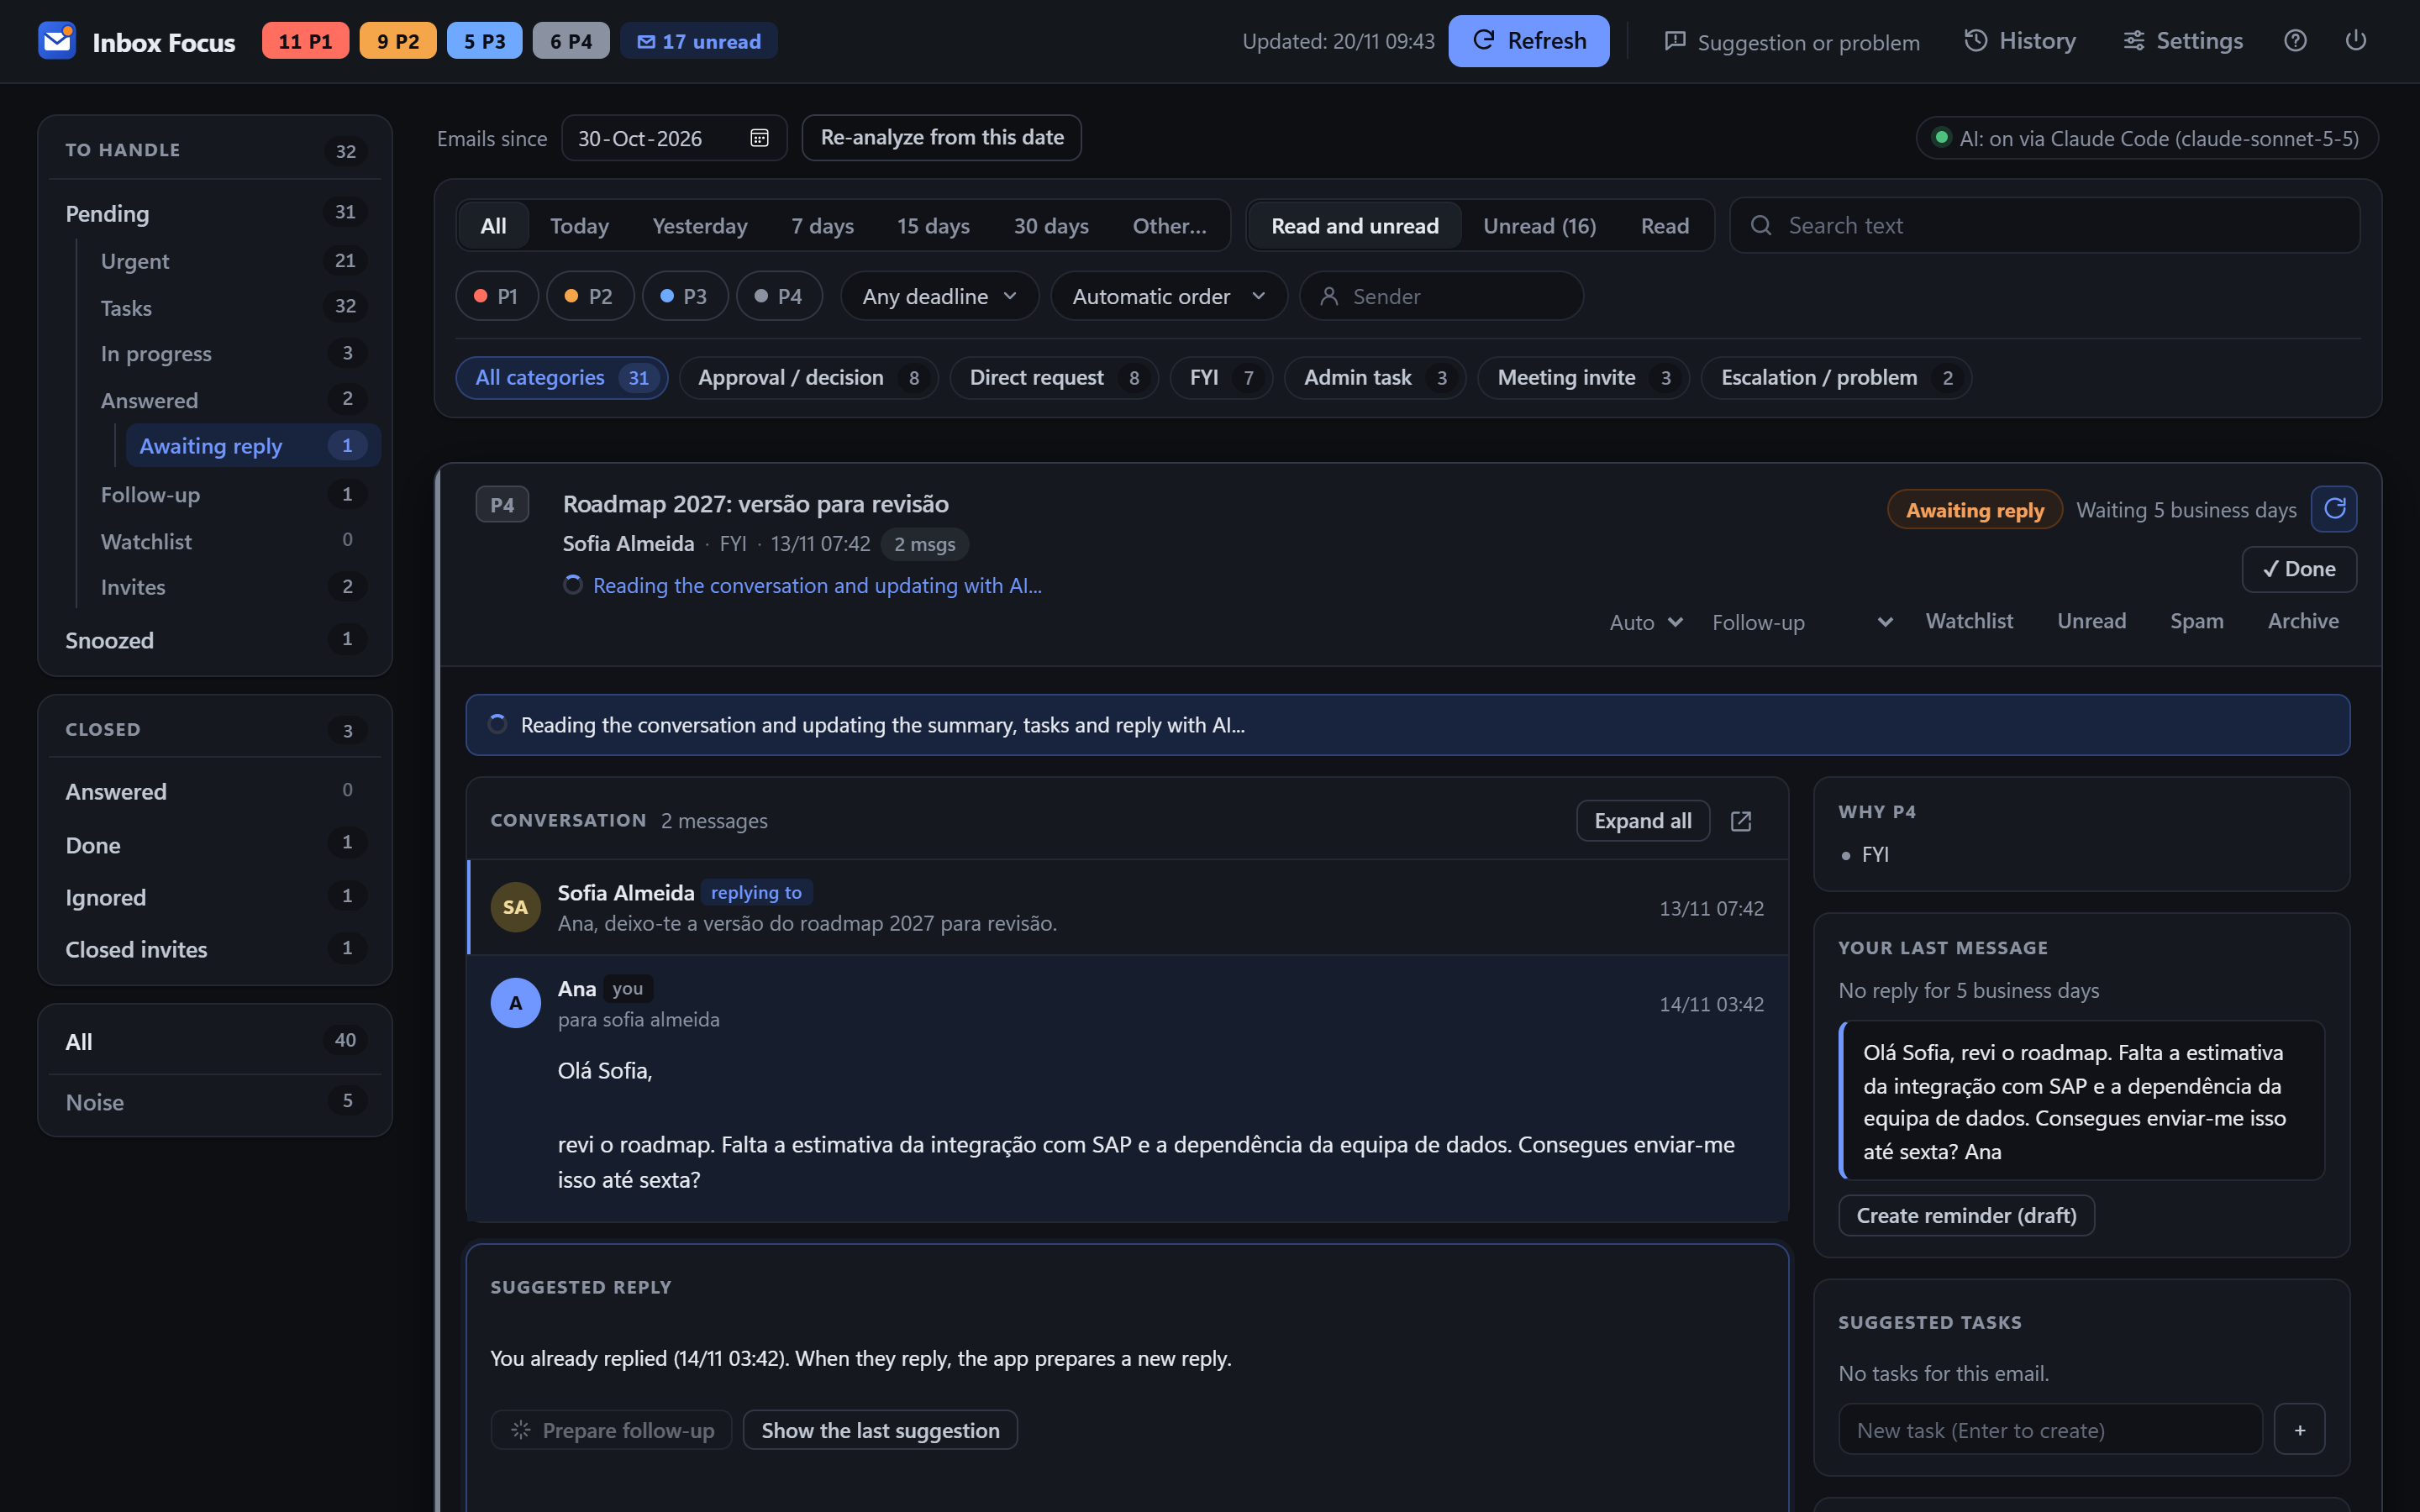 Inbox Focus
11 P1
9 P2
5 P3
6 P4
17 unread
Updated: 20/11 09:43
Refresh
Suggestion or problem
History
Settings
TO HANDLE 32
Pending 31
Urgent 21
Tasks 32
In progress 3
Answered 2
Awaiting reply 1
Follow-up 1
Watchlist 0
Invites 2
Snoozed 1
CLOSED 3
Answered 0
Done 1
Ignored 1
Closed invites 1
All 40
Noise 5
Emails since 30-Oct-2026 Re-analyze from this date
AI: on via Claude Code (claude-sonnet-5-5)
All Today Yesterday 7 days 15 days 30 days Other...
Read and unread Unread (16) Read
Search text
P1 P2 P3 P4 Any deadline Automatic order Sender
All categories 31 Approval / decision 8 Direct request 8 FYI 7 Admin task 3 Meeting invite 3 Escalation / problem 2
P4 Roadmap 2027: versão para revisão
Sofia Almeida · FYI · 13/11 07:42 2 msgs
Reading the conversation and updating with AI...
Awaiting reply Waiting 5 business days
✓ Done
Auto Follow-up Watchlist Unread Spam Archive
Reading the conversation and updating the summary, tasks and reply with AI...
CONVERSATION 2 messages Expand all
SA Sofia Almeida replying to
Ana, deixo-te a versão do roadmap 2027 para revisão.
13/11 07:42
A Ana you
para sofia almeida
14/11 03:42
Olá Sofia,
revi o roadmap. Falta a estimativa da integração com SAP e a dependência da equipa de dados. Consegues enviar-me
isso até sexta?
SUGGESTED REPLY
You already replied (14/11 03:42). When they reply, the app prepares a new reply.
Prepare follow-up Show the last suggestion
WHY P4
• FYI
YOUR LAST MESSAGE
No reply for 5 business days
Olá Sofia, revi o roadmap. Falta a estimativa
da integração com SAP e a dependência da
equipa de dados. Consegues enviar-me isso
até sexta? Ana
Create reminder (draft)
SUGGESTED TASKS
No tasks for this email.
New task (Enter to create) +